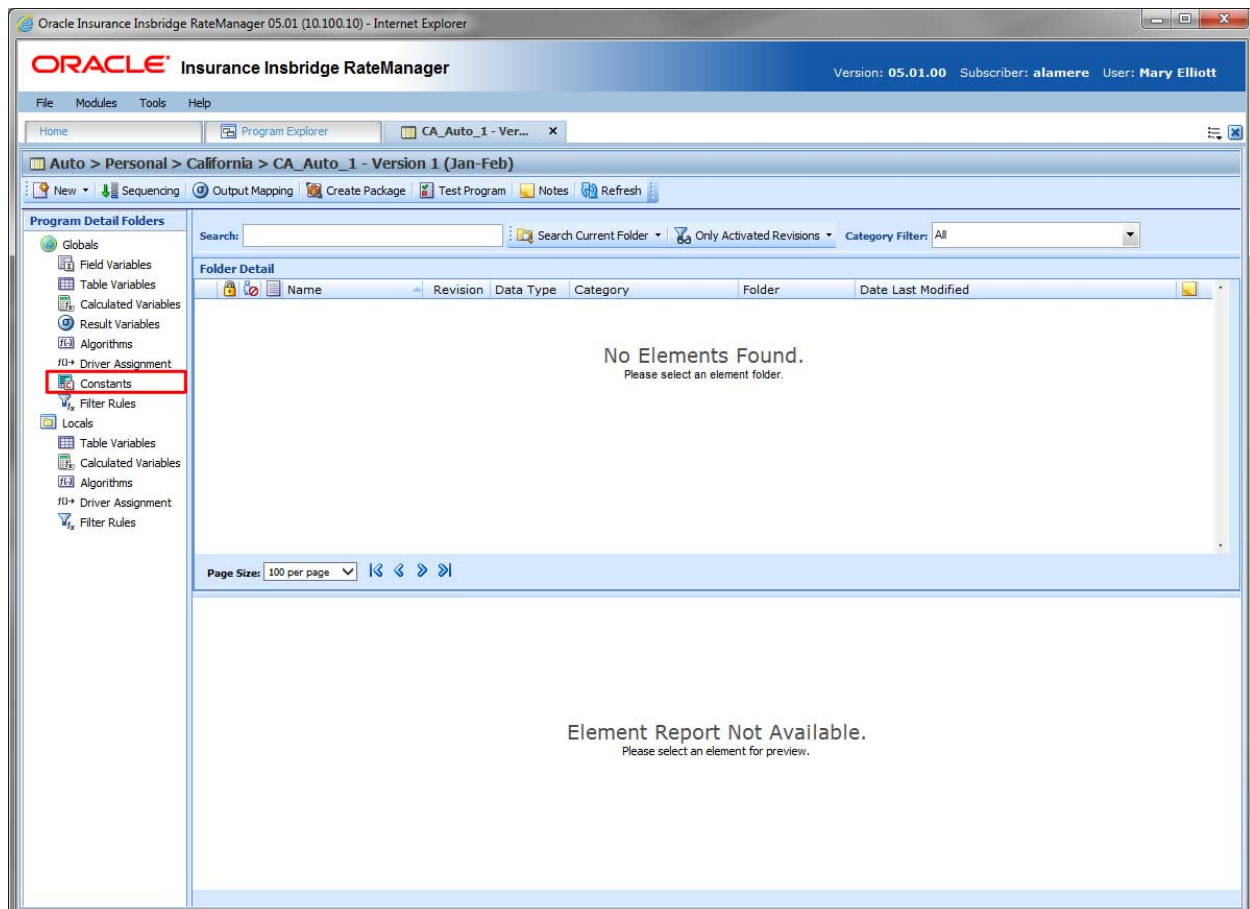 Oracle Insurance Insbridge RateManager 05.01 (10.100.10) - Internet Explorer
ORACLE® Insurance Insbridge RateManager
Version: 05.01.00 Subscriber: alamere User: Mary Elliott
File Modules Tools Help
Home Program Explorer CA_Auto_1 - Ver... x
Auto > Personal > California > CA_Auto_1 - Version 1 (Jan-Feb)
New Sequencing Output Mapping Create Package Test Program Notes Refresh
Program Detail Folders
Globals
Field Variables
Table Variables
Calculated Variables
Result Variables
Algorithms
Driver Assignment
Constants
Filter Rules
Locals
Table Variables
Calculated Variables
Algorithms
Driver Assignment
Filter Rules
Search: Search Current Folder Only Activated Revisions Category Filter: All
Folder Detail
Name Revision Data Type Category Folder Date Last Modified
No Elements Found.
Please select an element folder.
Page Size: 100 per page
Element Report Not Available.
Please select an element for preview.